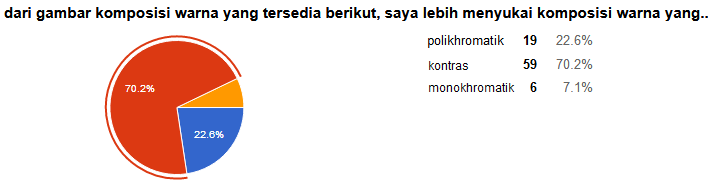 dari gambar komposisi warna yang tersedia berikut, saya lebih menyukai komposisi warna yang..
polikhromatik 19 22.6%
kontras 59 70.2%
monokhromatik 6 7.1%
70.2%
22.6%